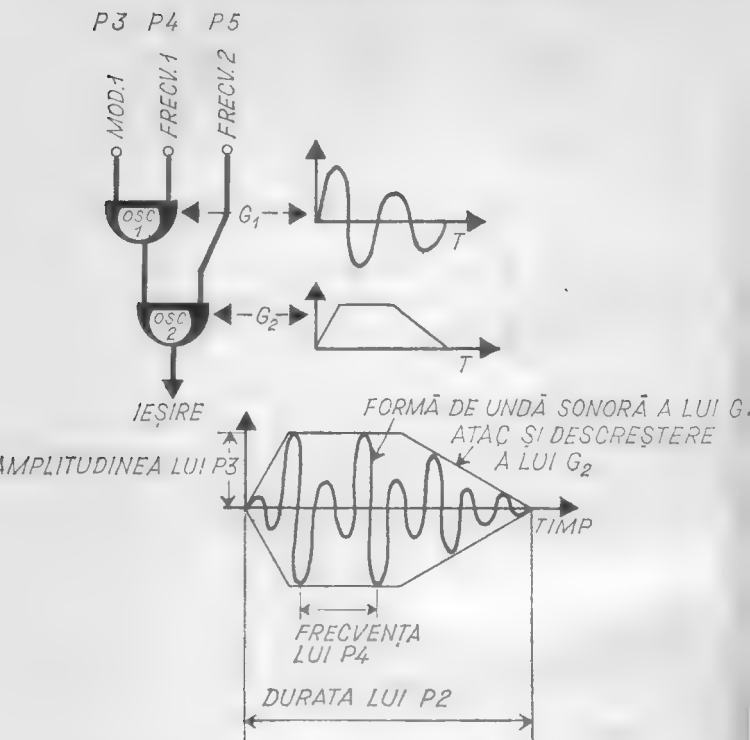 P3 P4 P5
MOD.1
FRECV.1
FRECV.2
OSC
1
G1
T
OSC
2
G2
T
IEȘIRE
FORMĂ DE UNDĂ SONORĂ A LUI G
ATAC ȘI DESCREȘTERE
A LUI G2
AMPLITUDINEA LUI P3
TIMP
FRECVENȚA
LUI P4
DURATA LUI P2